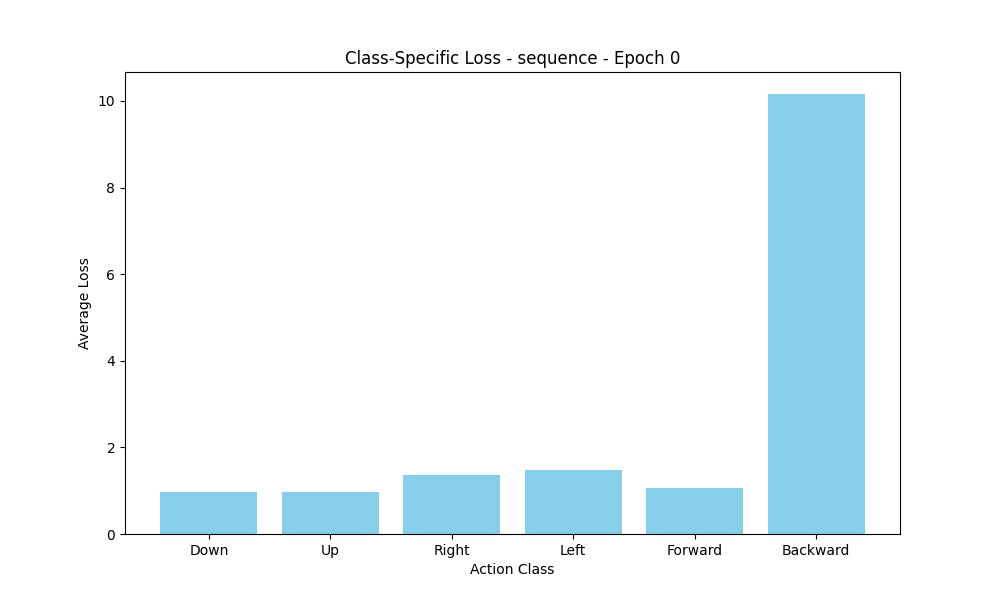 Class-Specific Loss - sequence - Epoch 0
Average Loss
10
8
6
4
2
0
Down Up Right Left Forward Backward
Action Class